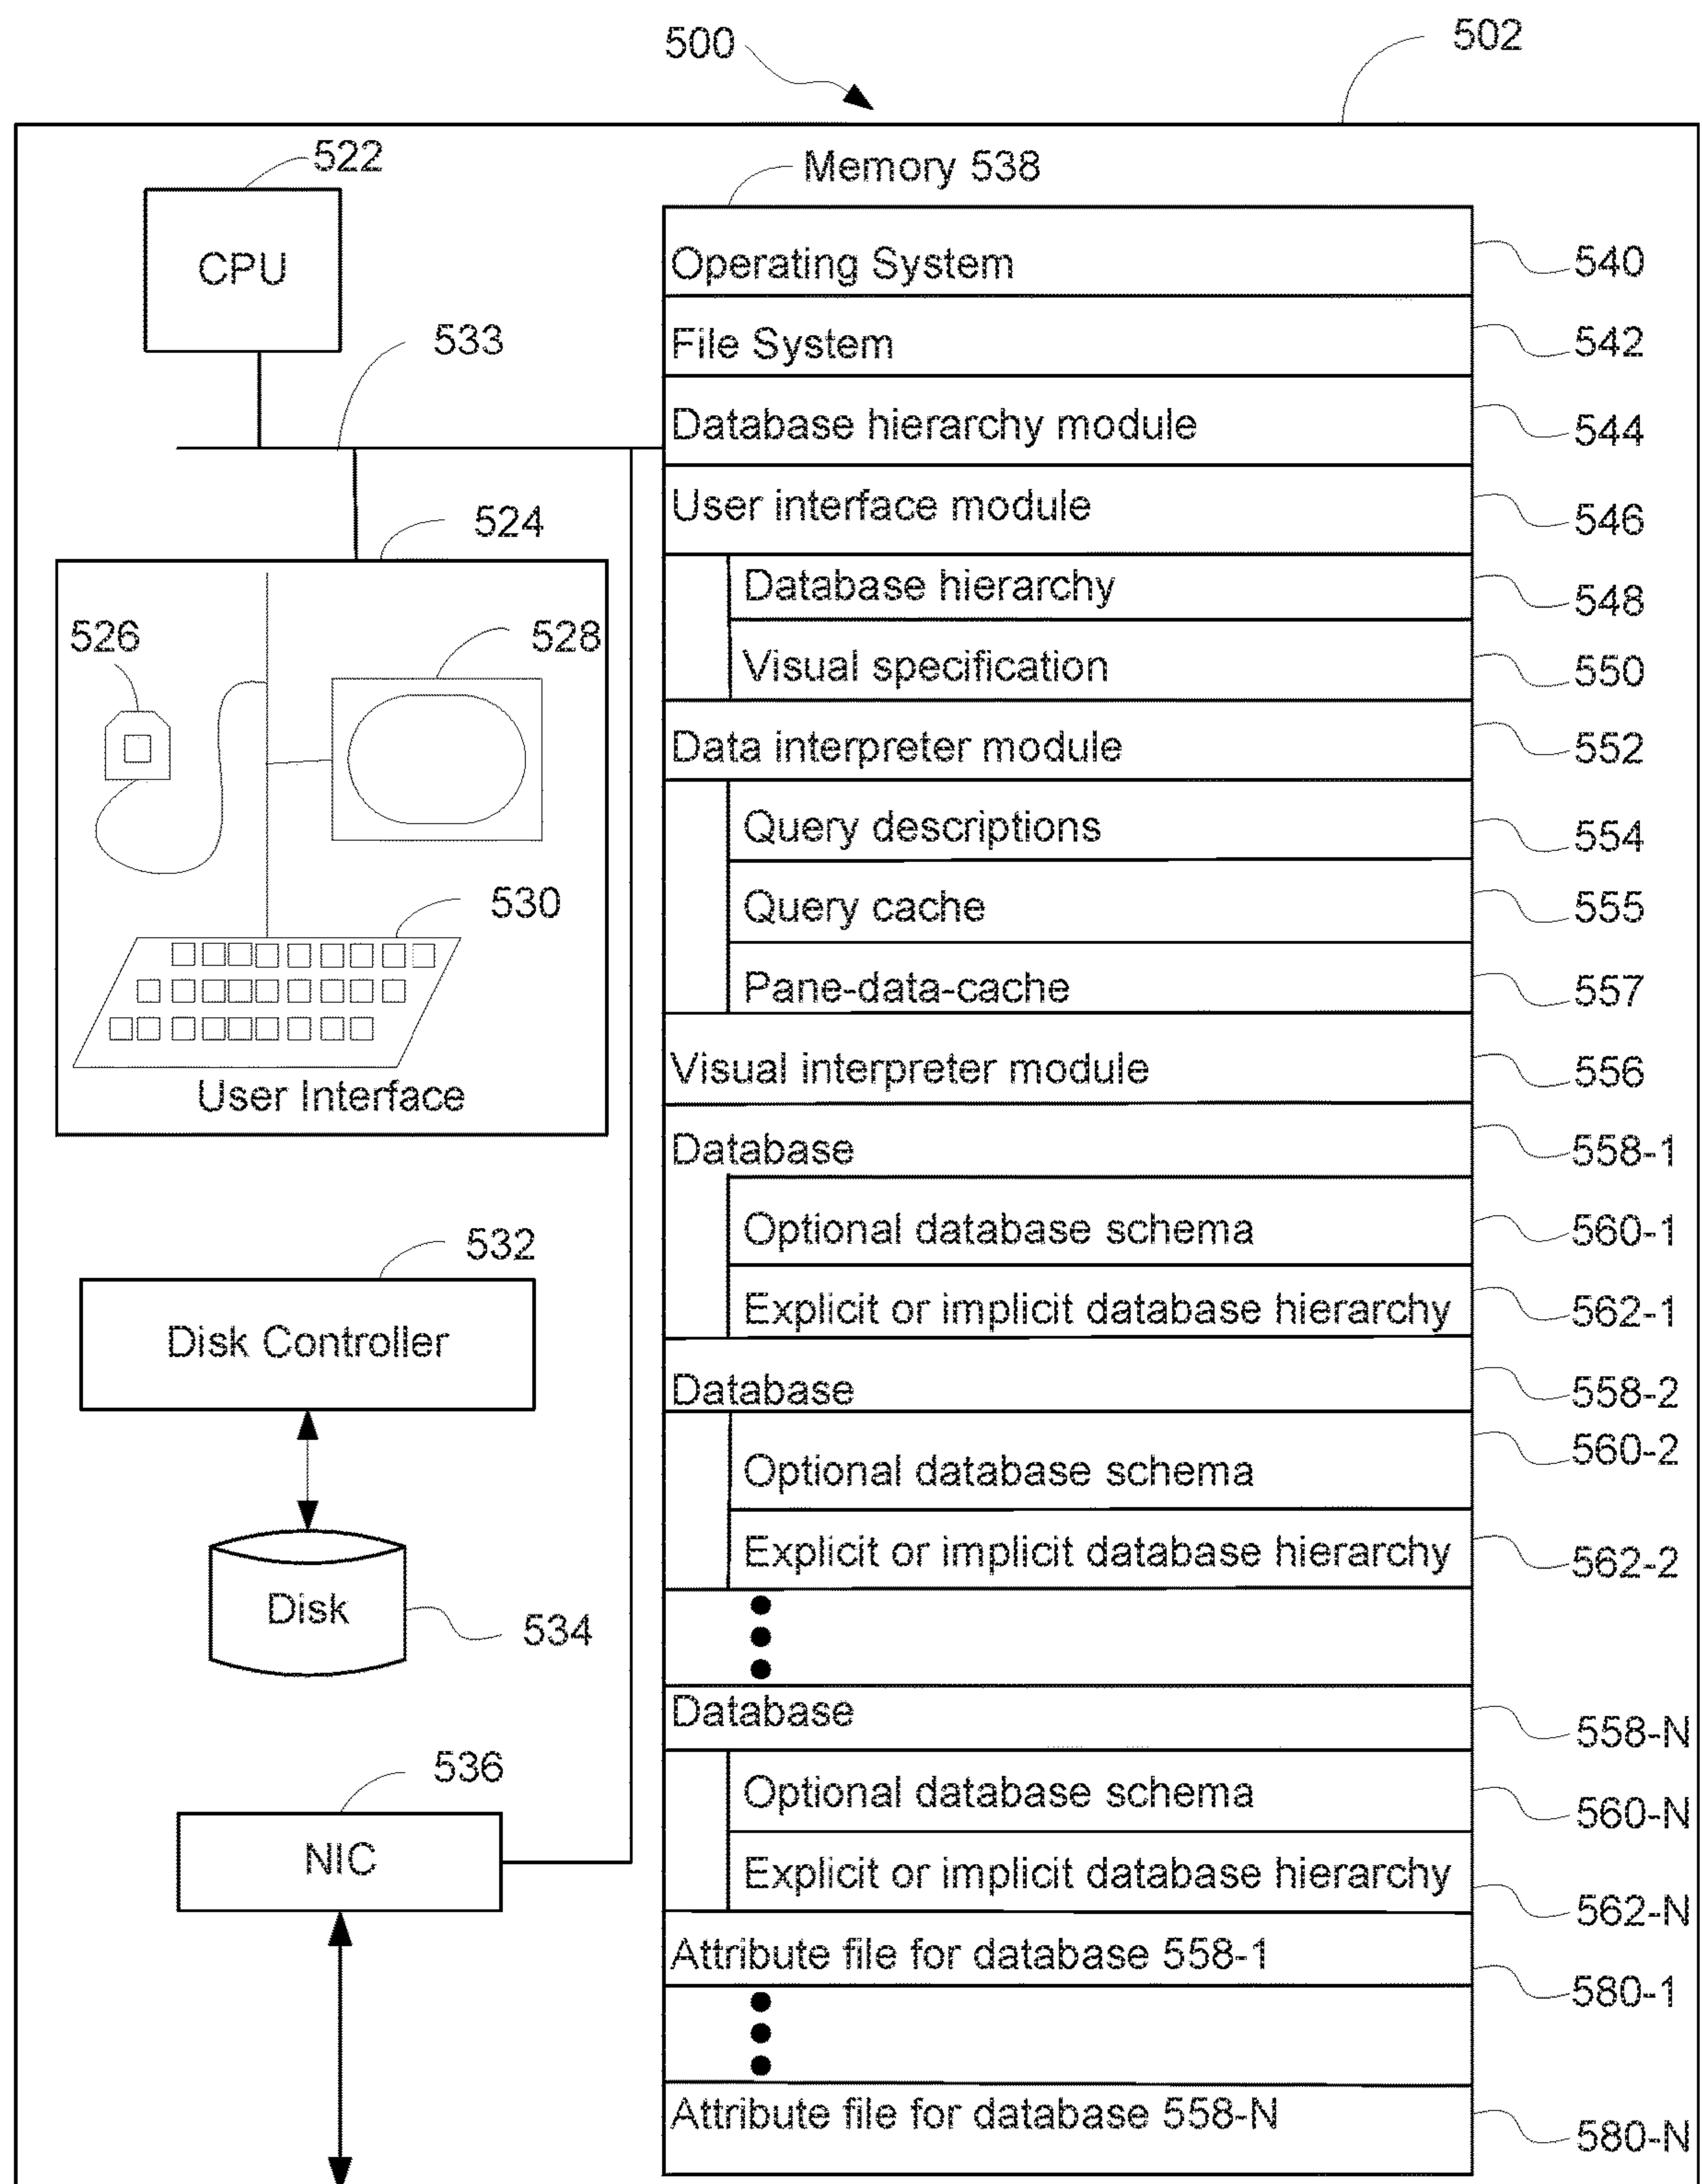 500
502
522
CPU
533
524
526
528
530
User Interface
532
Disk Controller
Disk
534
536
NIC
Memory 538
Operating System 540
File System 542
Database hierarchy module 544
User interface module 546
Database hierarchy 548
Visual specification 550
Data interpreter module 552
Query descriptions 554
Query cache 555
Pane-data-cache 557
Visual interpreter module 556
Database 558-1
Optional database schema 560-1
Explicit or implicit database hierarchy 562-1
Database 558-2
Optional database schema 560-2
Explicit or implicit database hierarchy 562-2
Database 558-N
Optional database schema 560-N
Explicit or implicit database hierarchy 562-N
Attribute file for database 558-1 580-1
Attribute file for database 558-N 580-N